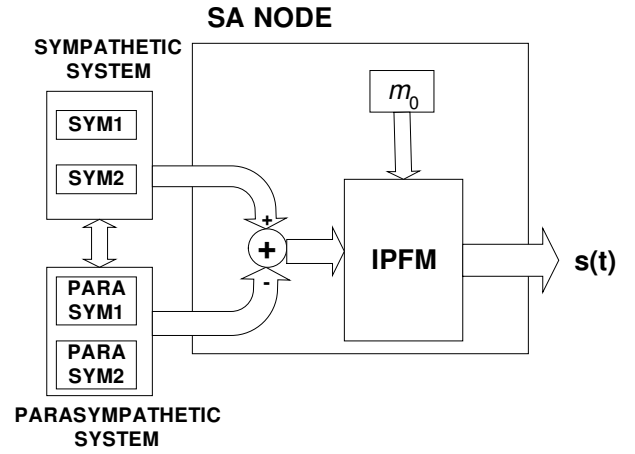 SA NODE
SYMPATHETIC
SYSTEM
SYM1
SYM2
m0
+
+
-
IPFM
s(t)
PARA
SYM1
PARA
SYM2
PARASYMPATHETIC
SYSTEM